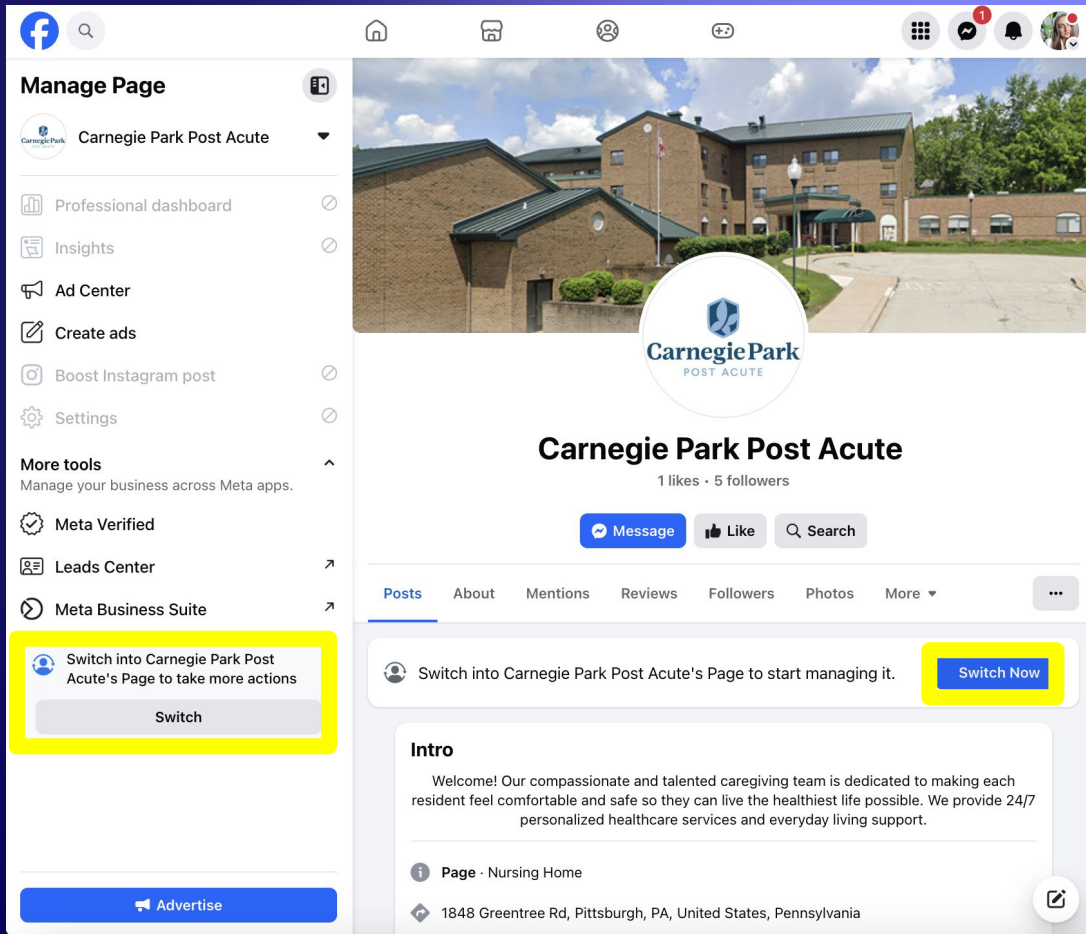 1
Manage Page
CarnegiePark
Carnegie Park Post Acute
Professional dashboard
Insights
Ad Center
Create ads
Boost Instagram post
Settings
More tools
Manage your business across Meta apps.
Meta Verified
Leads Center
Meta Business Suite
Switch into Carnegie Park Post
Acute's Page to take more actions
Switch
Advertise
CarnegiePark
POST ACUTE
Carnegie Park Post Acute
1 likes • 5 followers
Message
Like
Search
Posts
About
Mentions
Reviews
Followers
Photos
More
Switch into Carnegie Park Post Acute's Page to start managing it.
Switch Now
Intro
Welcome! Our compassionate and talented caregiving team is dedicated to making each
resident feel comfortable and safe so they can live the healthiest life possible. We provide 24/7
personalized healthcare services and everyday living support.
Page · Nursing Home
1848 Greentree Rd, Pittsburgh, PA, United States, Pennsylvania